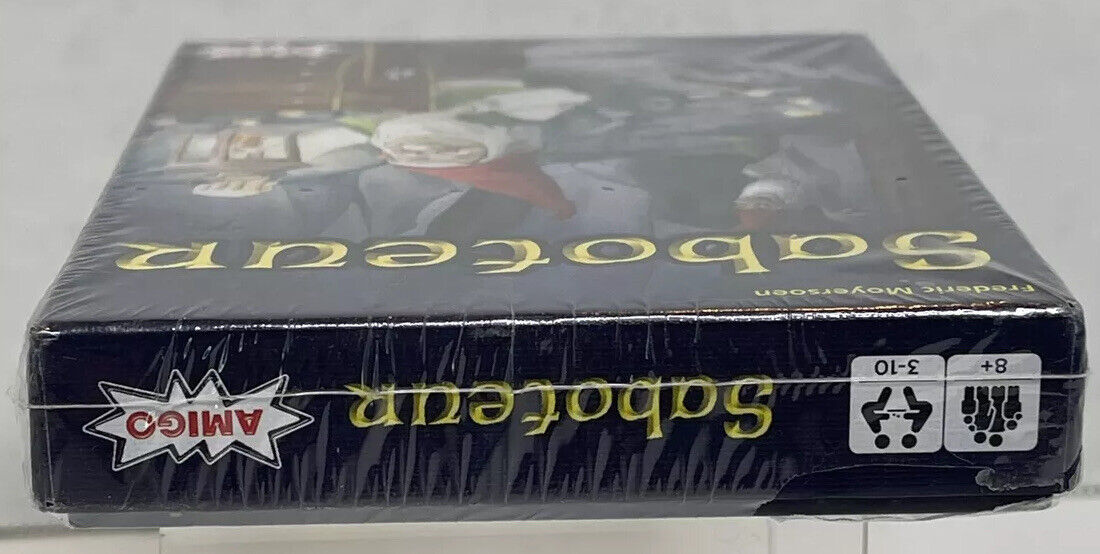 Frederic Moyersoen
Saboteur
8+
3-10
Saboteur
AMIGO